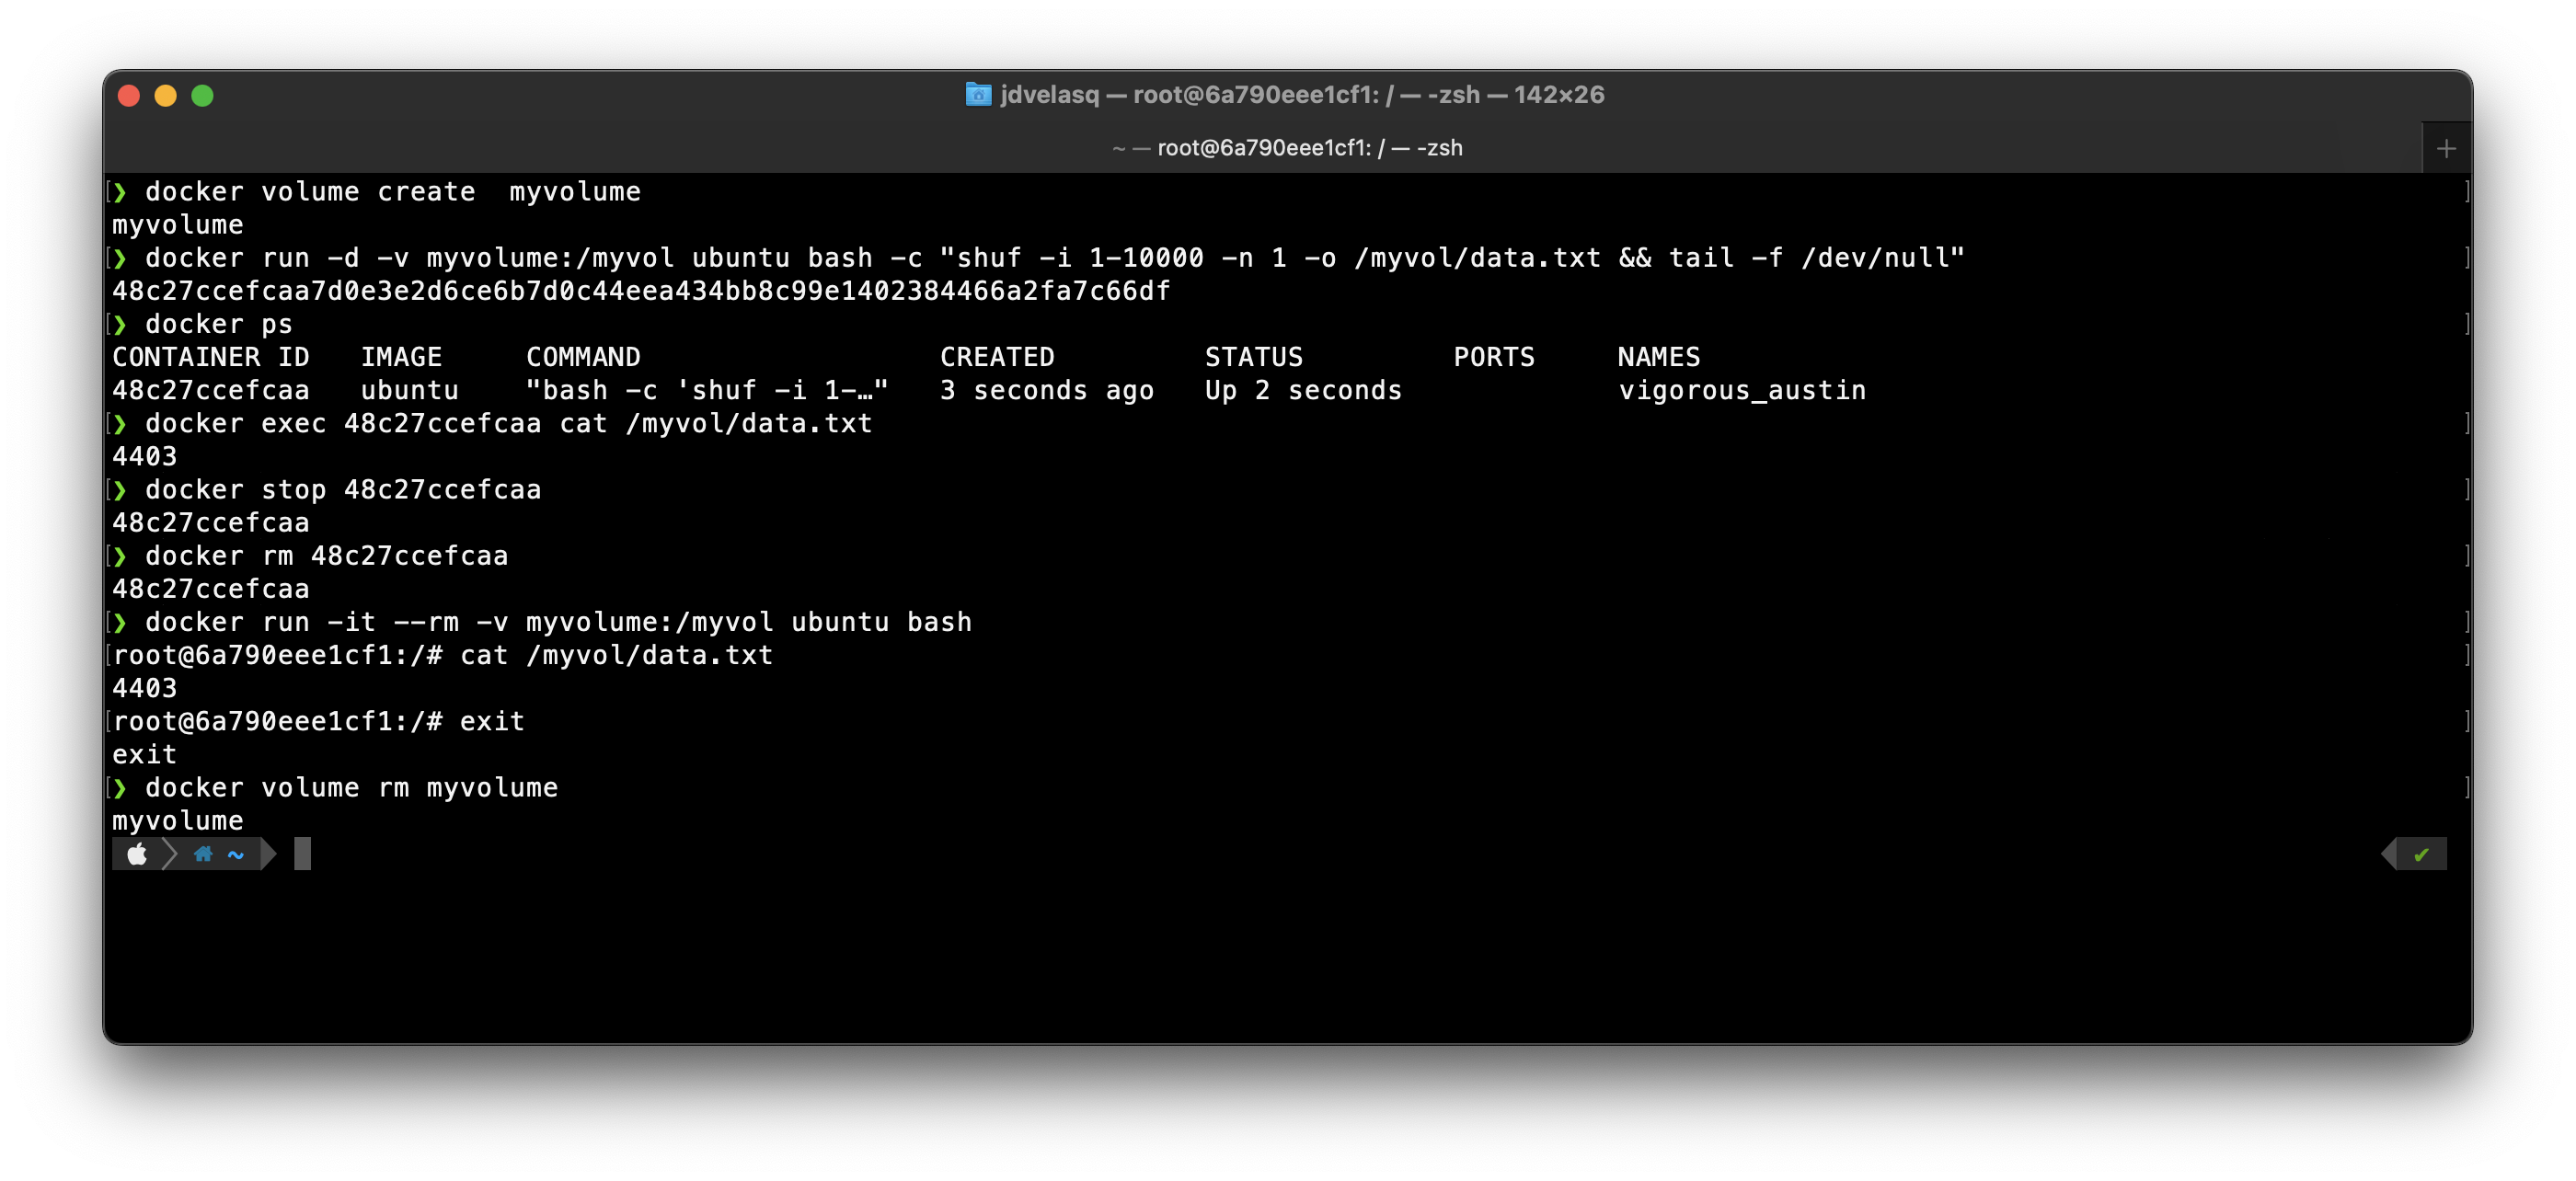 jdvelasq — root@6a790eee1cf1: / — -zsh — 142×26
~ — root@6a790eee1cf1: / — -zsh
❯ docker volume create  myvolume
myvolume
❯ docker run -d -v myvolume:/myvol ubuntu bash -c "shuf -i 1-10000 -n 1 -o /myvol/data.txt && tail -f /dev/null"
48c27ccefcaa7d0e3e2d6ce6b7d0c44eea434bb8c99e1402384466a2fa7c66df
❯ docker ps
CONTAINER ID   IMAGE     COMMAND                  CREATED         STATUS         PORTS     NAMES
48c27ccefcaa   ubuntu    "bash -c 'shuf -i 1-…"   3 seconds ago   Up 2 seconds             vigorous_austin
❯ docker exec 48c27ccefcaa cat /myvol/data.txt
4403
❯ docker stop 48c27ccefcaa
48c27ccefcaa
❯ docker rm 48c27ccefcaa
48c27ccefcaa
❯ docker run -it --rm -v myvolume:/myvol ubuntu bash
root@6a790eee1cf1:/# cat /myvol/data.txt
4403
root@6a790eee1cf1:/# exit
exit
❯ docker volume rm myvolume
myvolume
~